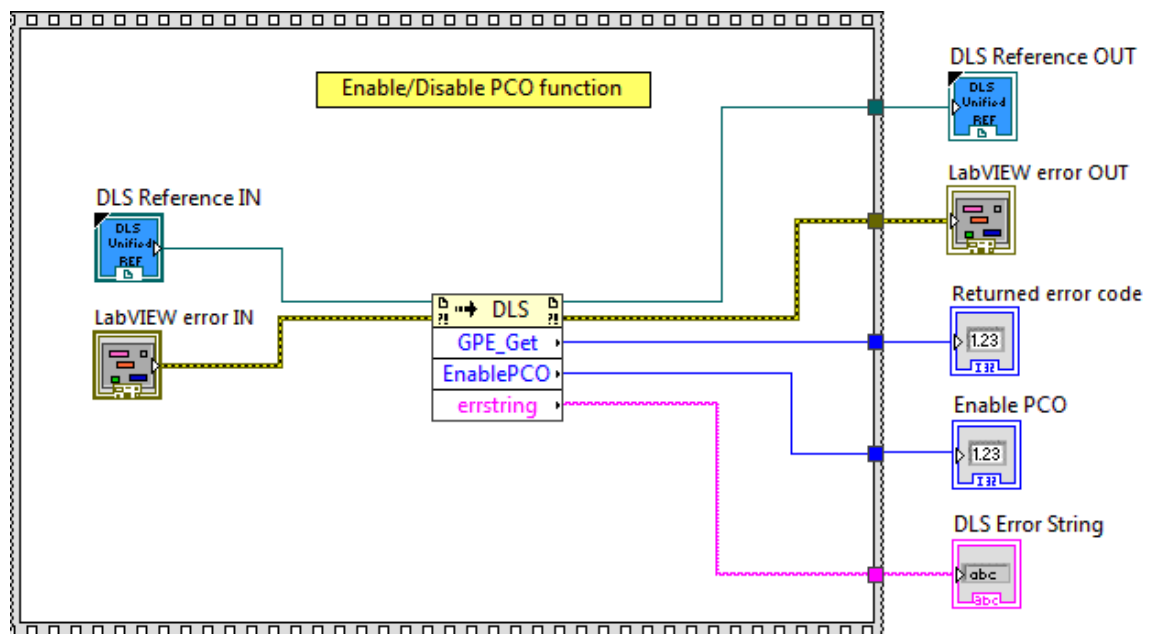 DLS Reference OUT
DLS
Unified
REF
Enable/Disable PCO function
LabVIEW error OUT
DLS Reference IN
DLS
Unified
REF
Returned error code
1.23
I32
LabVIEW error IN
?! DLS ?!
GPE_Get
EnablePCO
errstring
Enable PCO
1.23
I32
DLS Error String
abc
abc